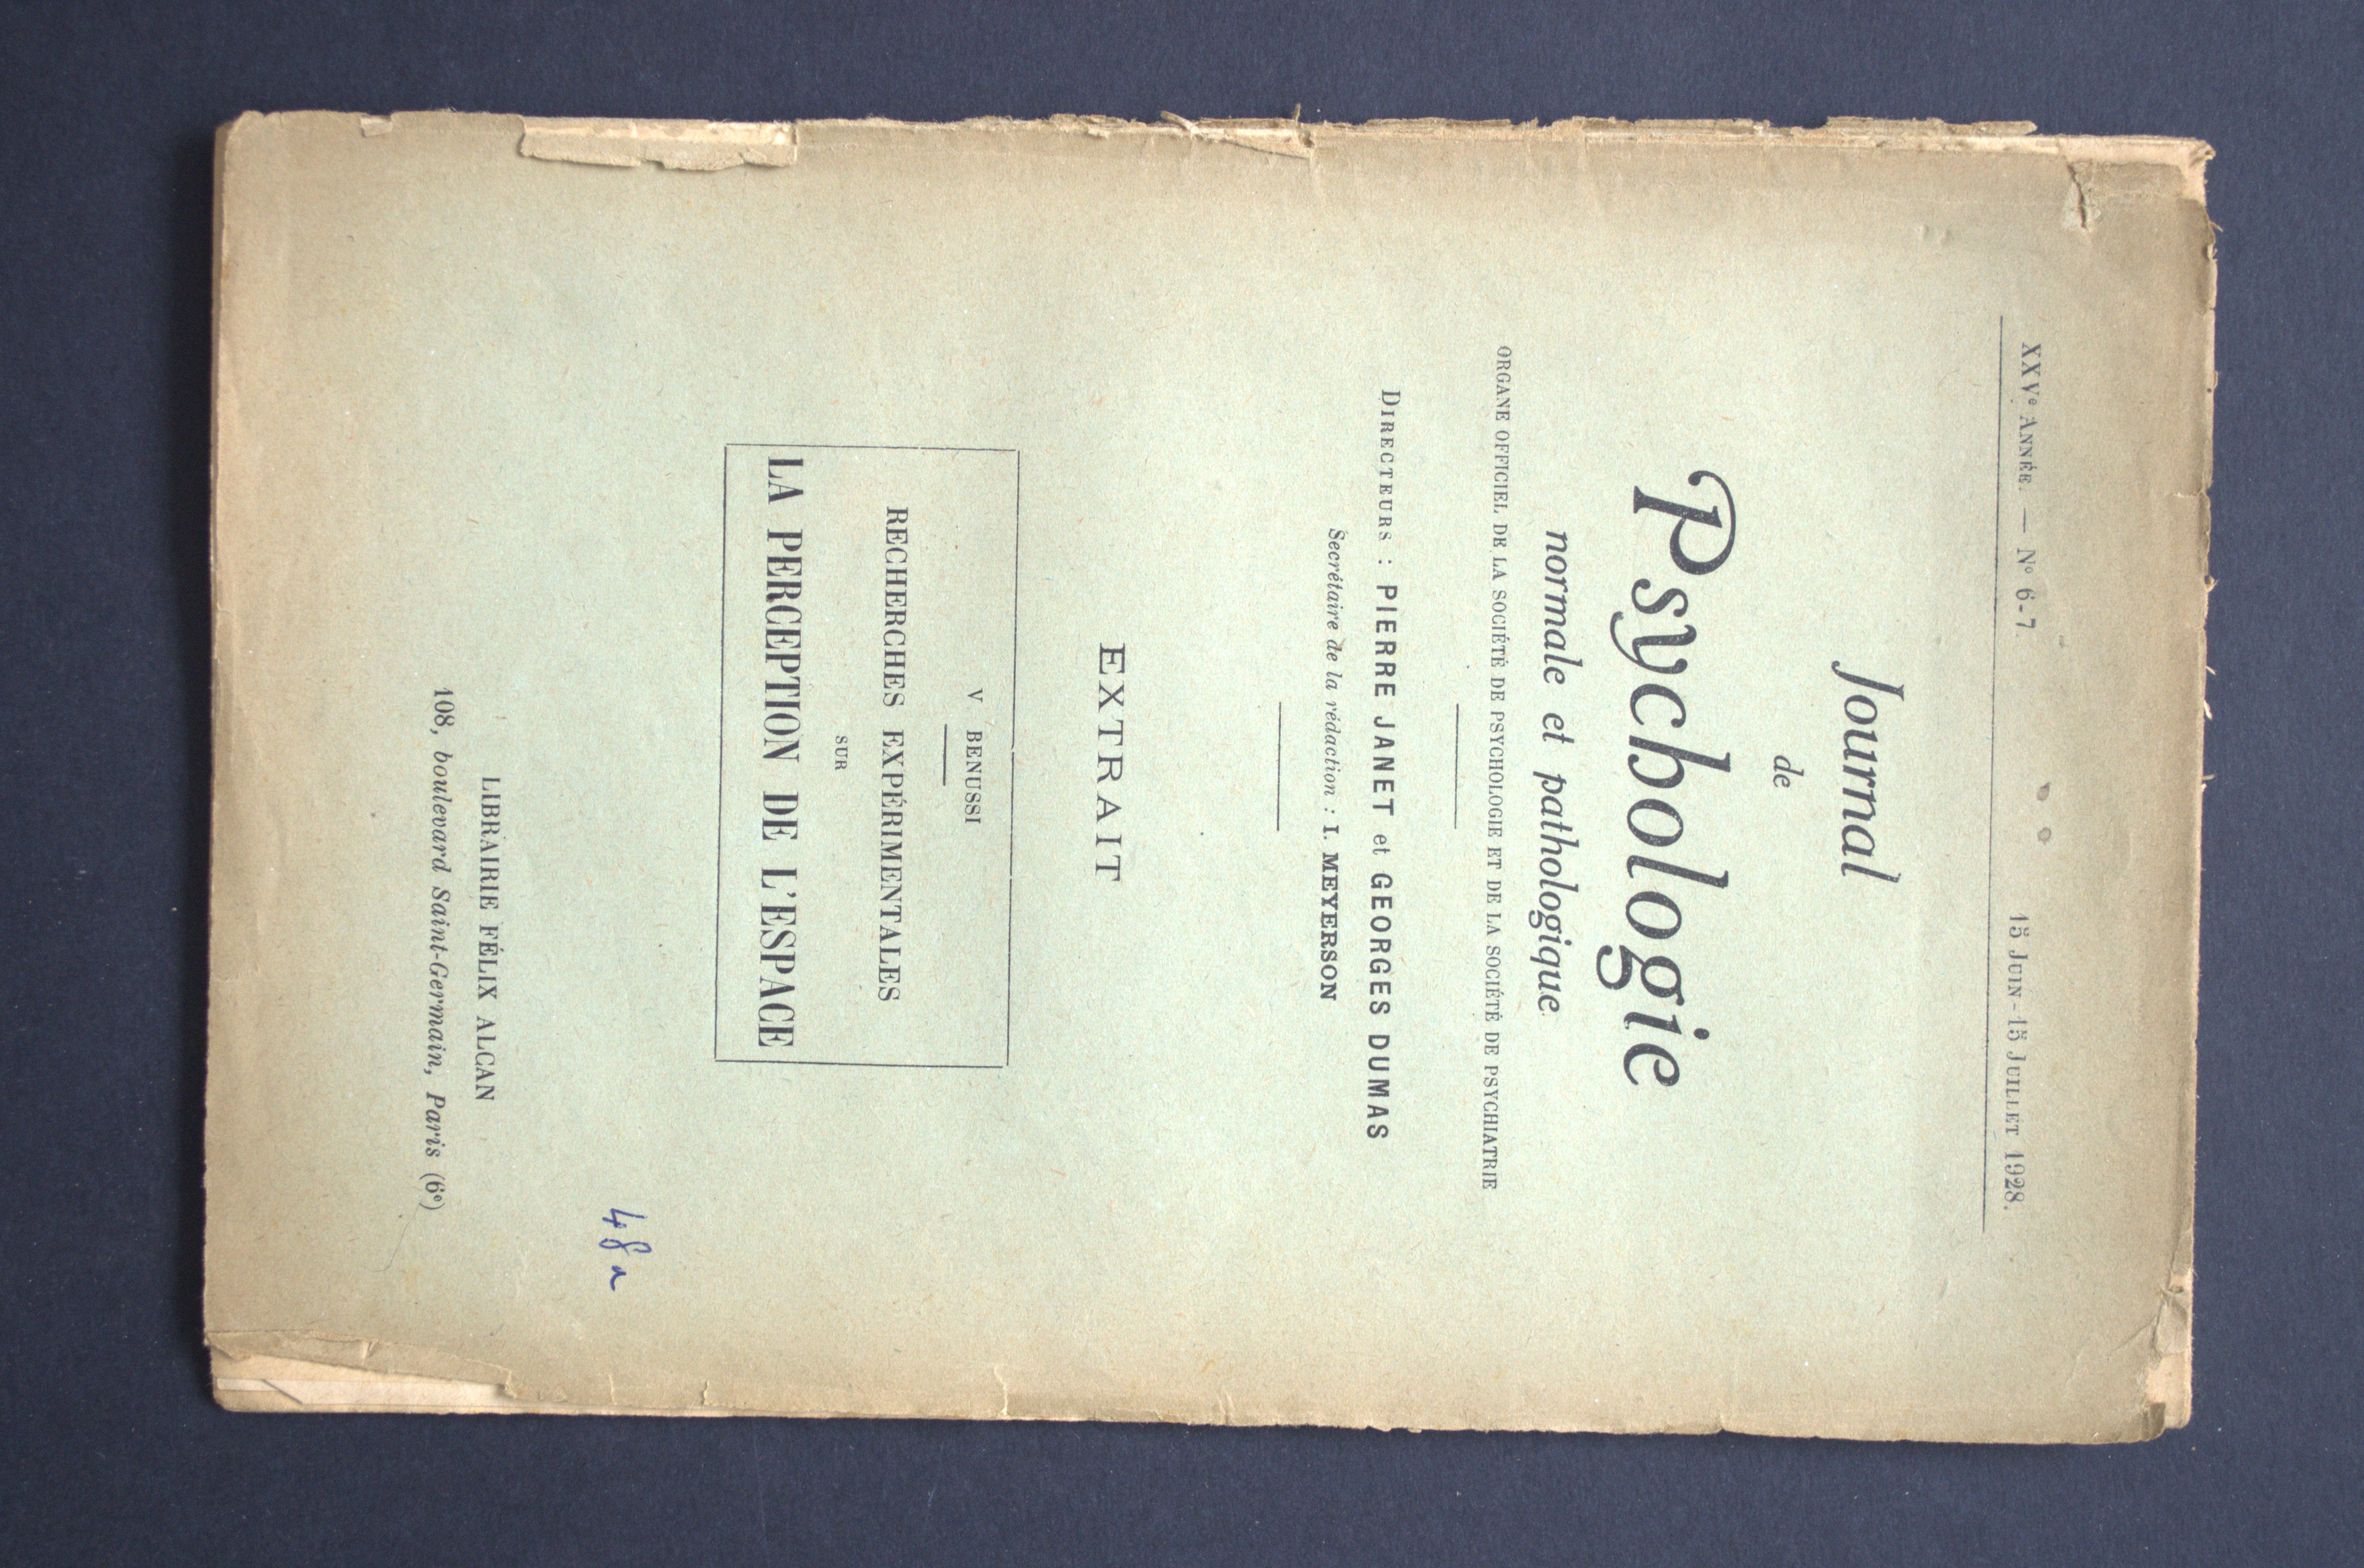 XXVᵉ ANNÉE. — Nº 6-7. 15 JUIN-15 JUILLET 1928.
Journal
de
Psychologie
normale et pathologique
ORGANE OFFICIEL DE LA SOCIÉTÉ DE PSYCHOLOGIE ET DE LA SOCIÉTÉ DE PSYCHIATRIE
DIRECTEURS : PIERRE JANET et GEORGES DUMAS
Secrétaire de la rédaction : I. MEYERSON
EXTRAIT
V BENUSSI
RECHERCHES EXPÉRIMENTALES
SUR
LA PERCEPTION DE L'ESPACE
48a
LIBRAIRIE FÉLIX ALCAN
108, boulevard Saint-Germain, Paris (6ᵉ)